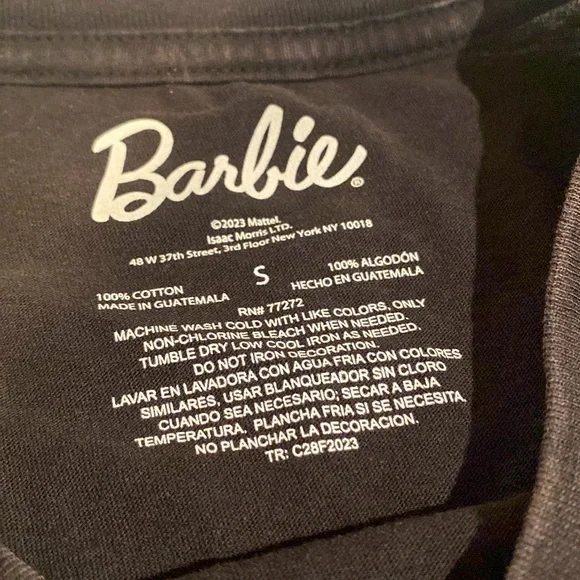 Barbie®
©2023 Mattel.
Isaac Morris LTD.
48 W 37th Street, 3rd Floor New York NY 10018
100% COTTON
MADE IN GUATEMALA
S
100% ALGODÓN
HECHO EN GUATEMALA
RN# 77272
MACHINE WASH COLD WITH LIKE COLORS, ONLY
NON-CHLORINE BLEACH WHEN NEEDED.
TUMBLE DRY LOW COOL IRON AS NEEDED.
DO NOT IRON DECORATION.
LAVAR EN LAVADORA CON AGUA FRIA CON COLORES
SIMILARES, USAR BLANQUEADOR SIN CLORO
CUANDO SEA NECESARIO; SECAR A BAJA
TEMPERATURA. PLANCHA FRIA SI SE NECESITA,
NO PLANCHAR LA DECORACION.
TR: C28F2023